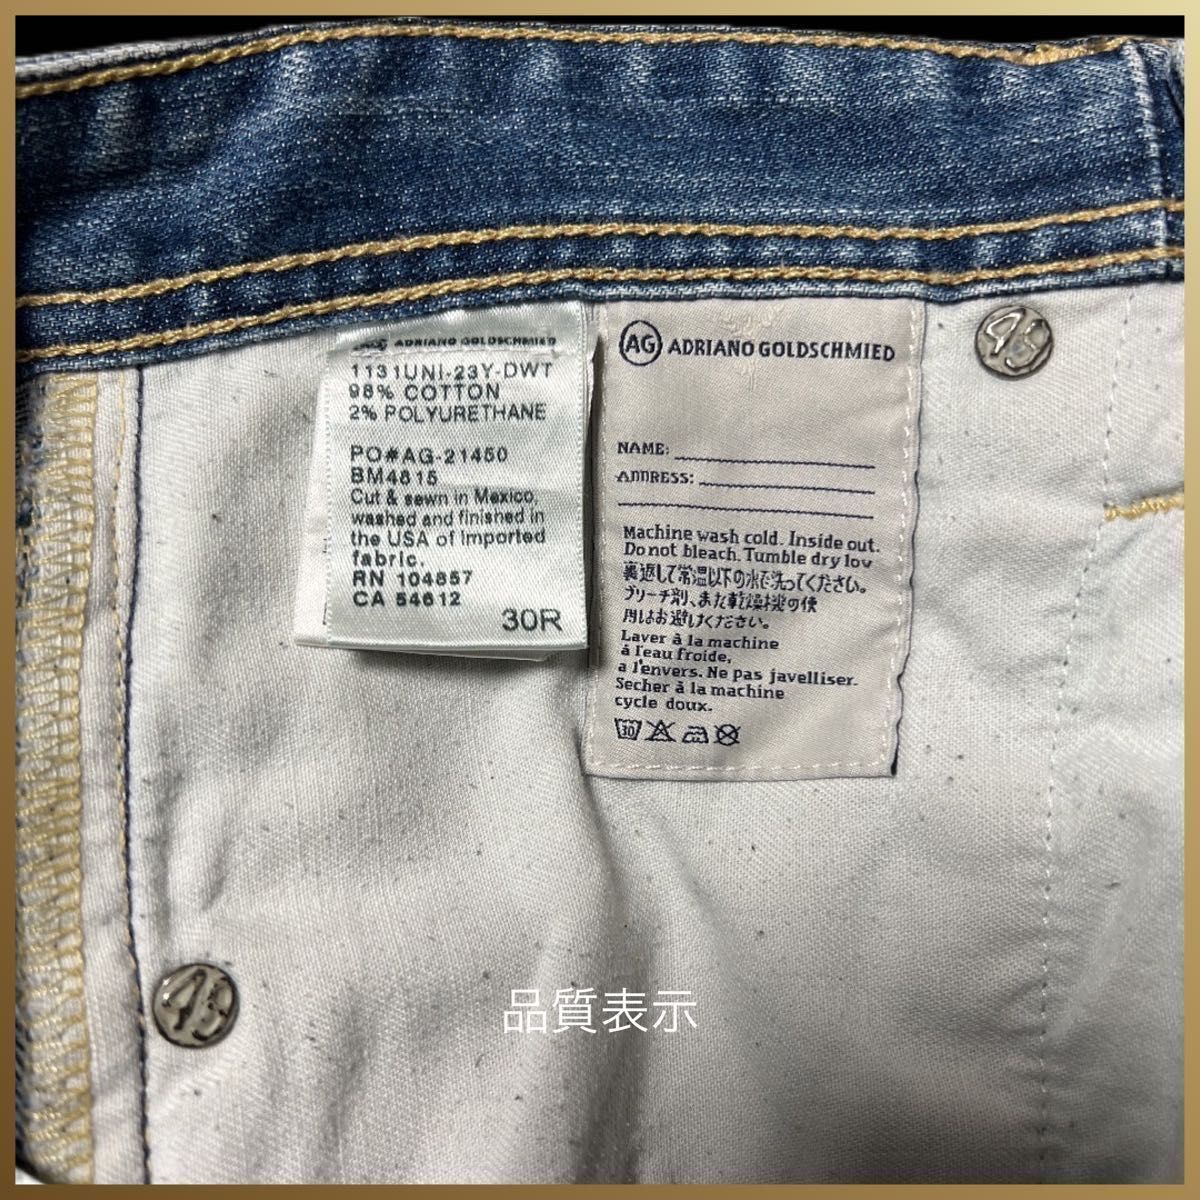 AG ADRIANO GOLDSCHMIED
1131UNI-23Y-DWT
98% COTTON
2% POLYURETHANE
PO#AG-21450
BM4815
Cut & sewn in Mexico,
washed and finished in
the USA of Imported
fabric.
RN 104857
CA 54612
30R
AG ADRIANO GOLDSCHMIED
NAME:
ADDRESS:
Machine wash cold. Inside out.
Do not bleach. Tumble dry low
裏返して常温以下の水で洗ってください。
ブリーチ剤、また乾燥機の使
用はお避けください。
Laver à la machine
à l'eau froide,
a l'envers. Ne pas javelliser.
Secher à la machine
cycle doux.
30
品質表示